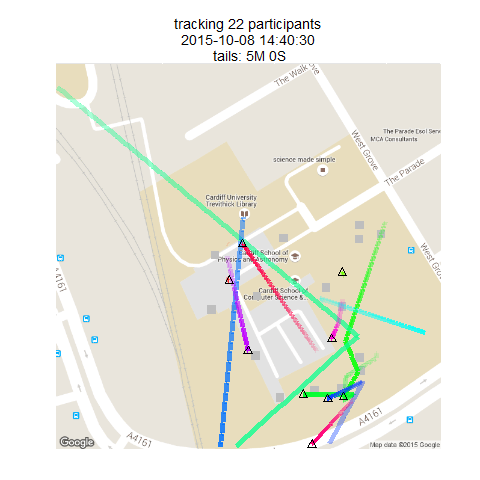 tracking 22 participants
2015-10-08 14:40:30
tails: 5M 0S
The Walk
West Grove
The Parade Esol Serv
MCA Consultants
science made simple
The Parade
Cardiff University
Trevithick Library
West Grove
Cardiff School of
Physics and Astronomy
A4161
Cardiff School of
Computer Science &...
A4161
A4161
Google
Map data ©2015 Google